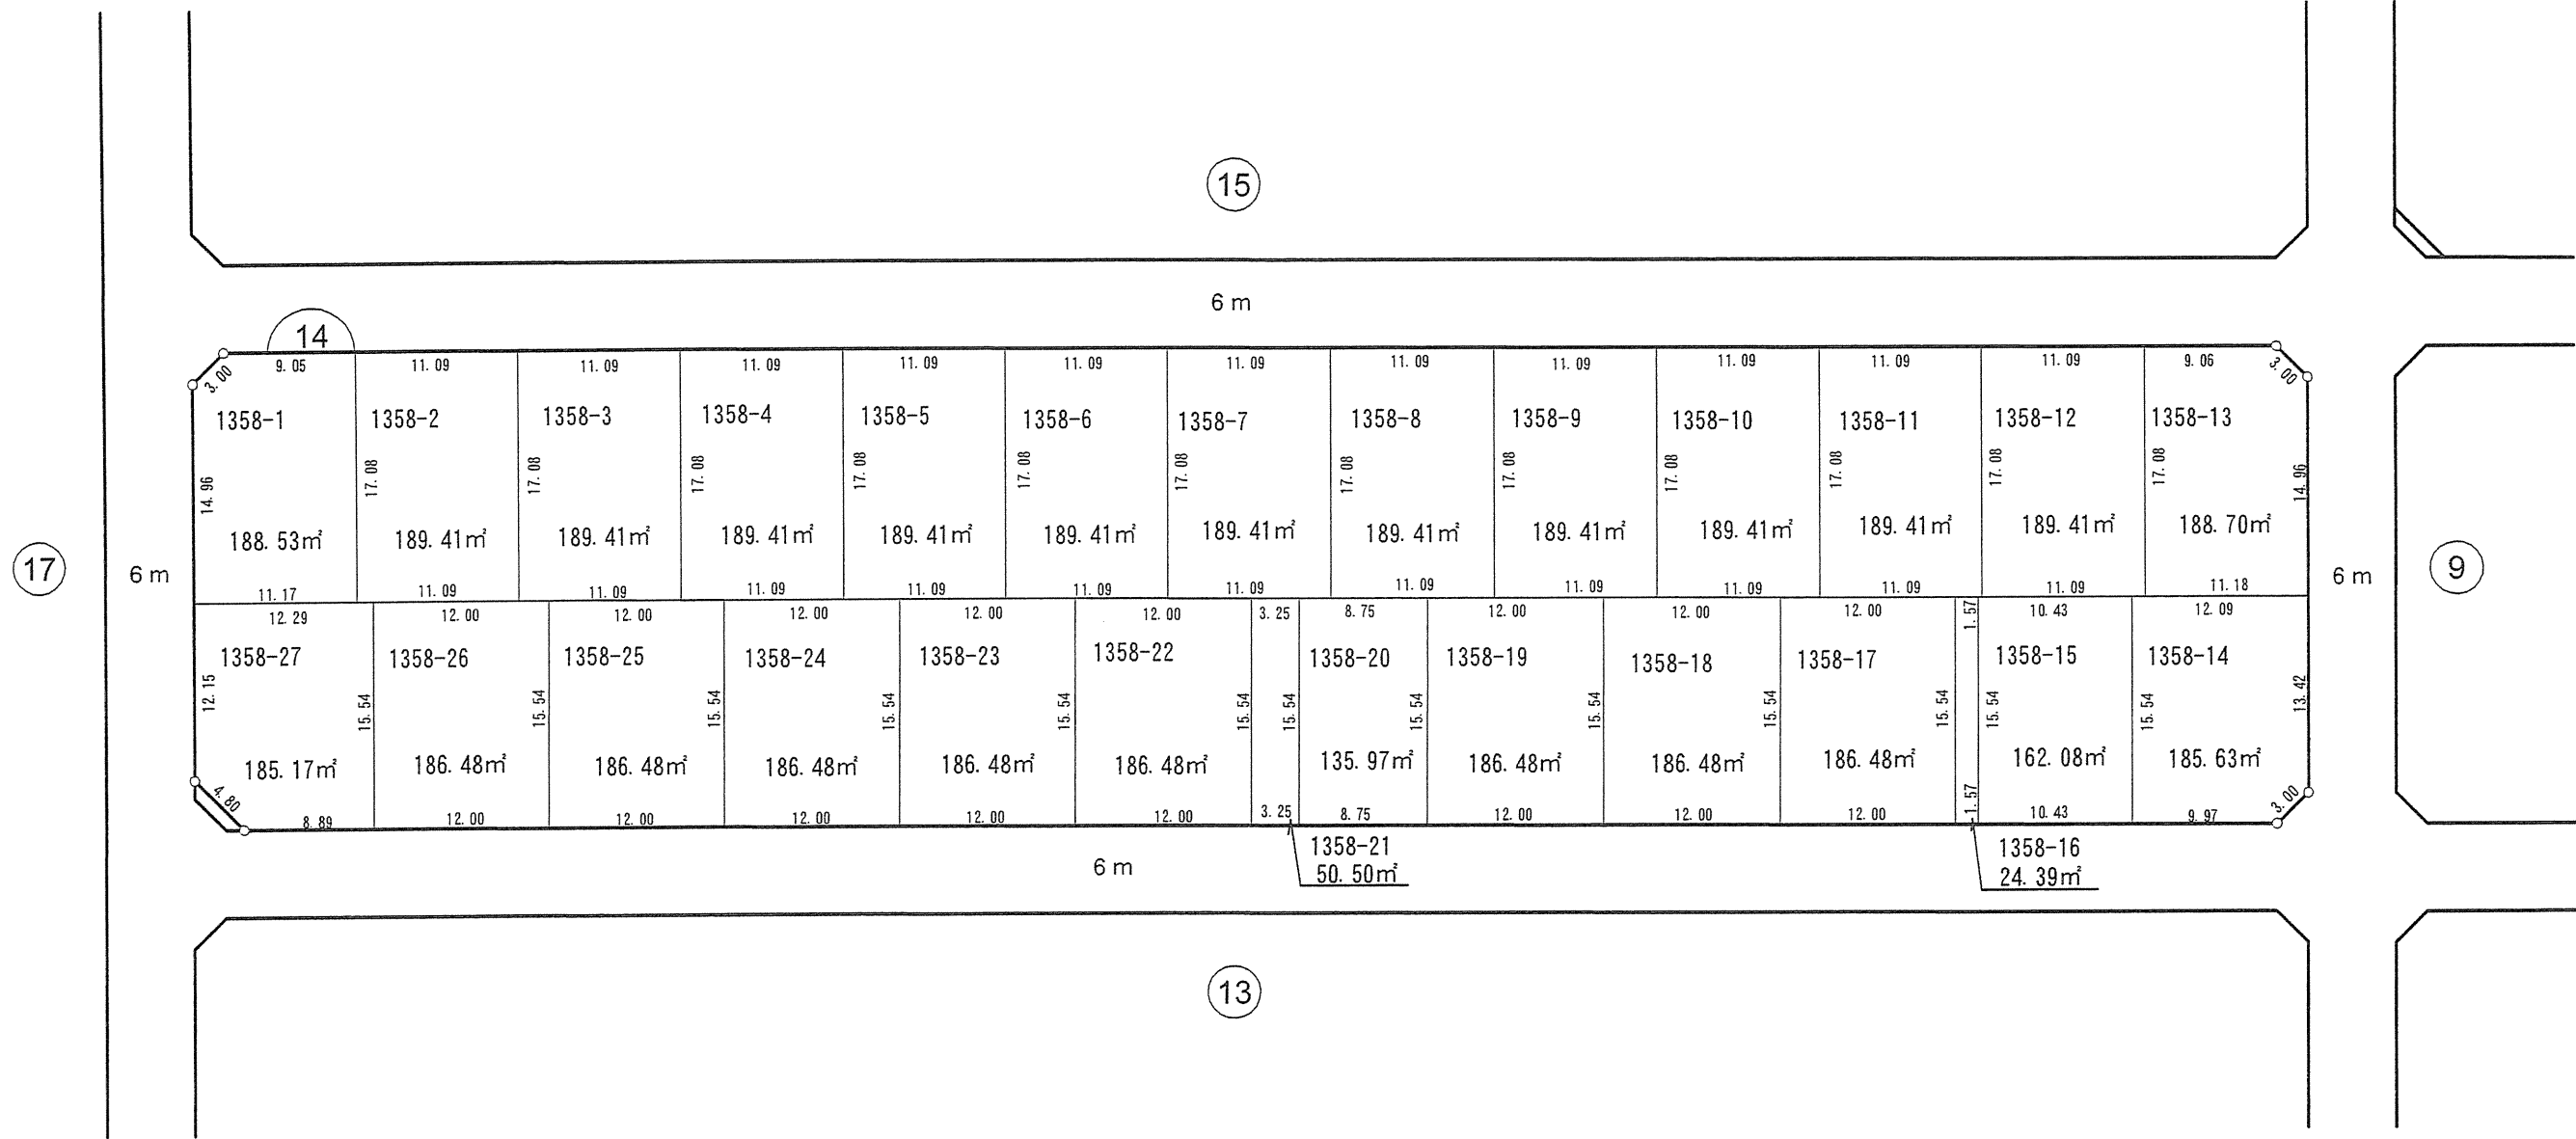 15
6 m
14
9. 05 11. 09 11. 09 11. 09 11. 09 11. 09 11. 09 11. 09 11. 09 11. 09 11. 09 11. 09 9. 06
3. 00 3. 00
1358-1 1358-2 1358-3 1358-4 1358-5 1358-6 1358-7 1358-8 1358-9 1358-10 1358-11 1358-12 1358-13
14. 96 17. 08 17. 08 17. 08 17. 08 17. 08 17. 08 17. 08 17. 08 17. 08 17. 08 17. 08 17. 08 14. 96
188. 53㎡ 189. 41㎡ 189. 41㎡ 189. 41㎡ 189. 41㎡ 189. 41㎡ 189. 41㎡ 189. 41㎡ 189. 41㎡ 189. 41㎡ 189. 41㎡ 189. 41㎡ 188. 70㎡
17 6 m 6 m 9
11. 17 11. 09 11. 09 11. 09 11. 09 11. 09 11. 09 11. 09 11. 09 11. 09 11. 09 11. 09 11. 18
12. 29 12. 00 12. 00 12. 00 12. 00 12. 00 3. 25 8. 75 12. 00 12. 00 12. 00 1. 57 10. 43 12. 09
1358-27 1358-26 1358-25 1358-24 1358-23 1358-22 1358-20 1358-19 1358-18 1358-17 1358-15 1358-14
12. 15 15. 54 15. 54 15. 54 15. 54 15. 54 15. 54 15. 54 15. 54 15. 54 15. 54 15. 54 15. 54 15. 54 13. 42
185. 17㎡ 186. 48㎡ 186. 48㎡ 186. 48㎡ 186. 48㎡ 186. 48㎡ 135. 97㎡ 186. 48㎡ 186. 48㎡ 186. 48㎡ 162. 08㎡ 185. 63㎡
4. 80 3. 00
8. 89 12. 00 12. 00 12. 00 12. 00 12. 00 3. 25 8. 75 12. 00 12. 00 12. 00 1. 57 10. 43 9. 97
1358-21 1358-16
50. 50㎡ 24. 39㎡
6 m
13